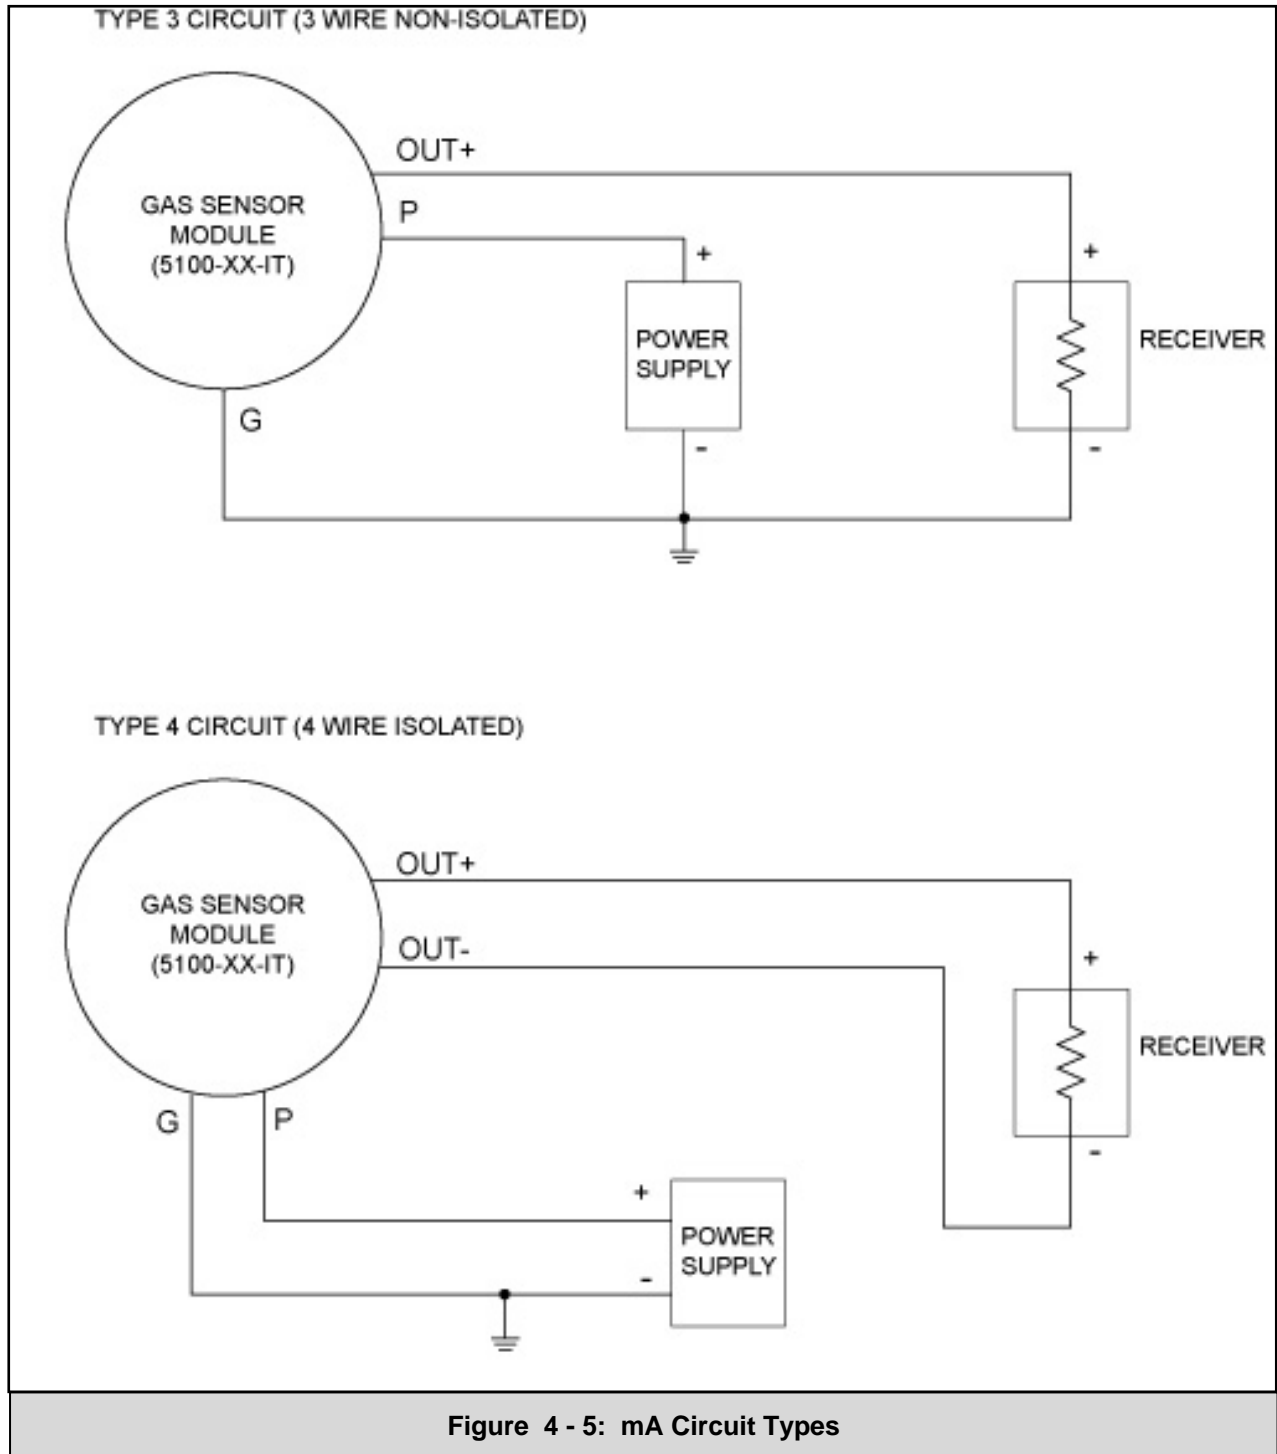 TYPE 3 CIRCUIT (3 WIRE NON-ISOLATED)
OUT+
GAS SENSOR
MODULE
(5100-XX-IT)
P
+
+
POWER
SUPPLY
RECEIVER
G
-
-
TYPE 4 CIRCUIT (4 WIRE ISOLATED)
OUT+
GAS SENSOR
MODULE
(5100-XX-IT)
OUT-
+
RECEIVER
G
P
-
+
POWER
SUPPLY
-
Figure 4 - 5: mA Circuit Types